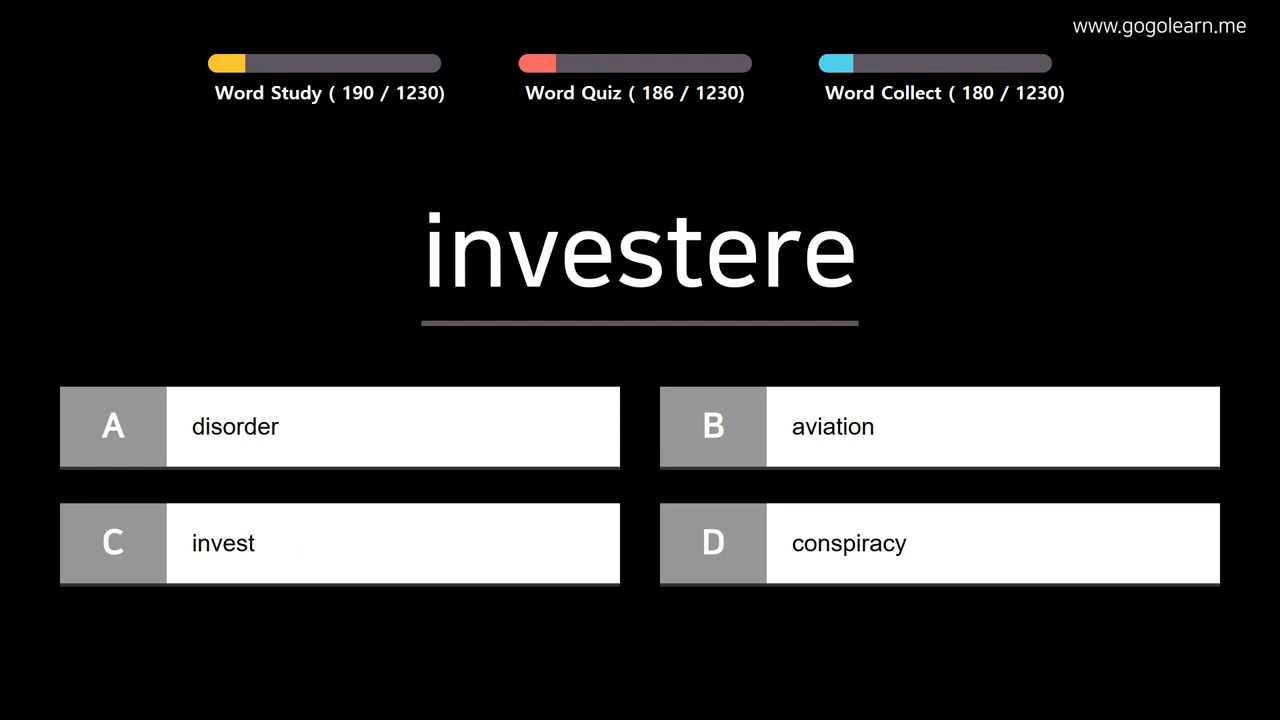 www.gogolearn.me
Word Study ( 190 / 1230)
Word Quiz ( 186 / 1230)
Word Collect ( 180 / 1230)
investere
A disorder
B aviation
C invest
D conspiracy